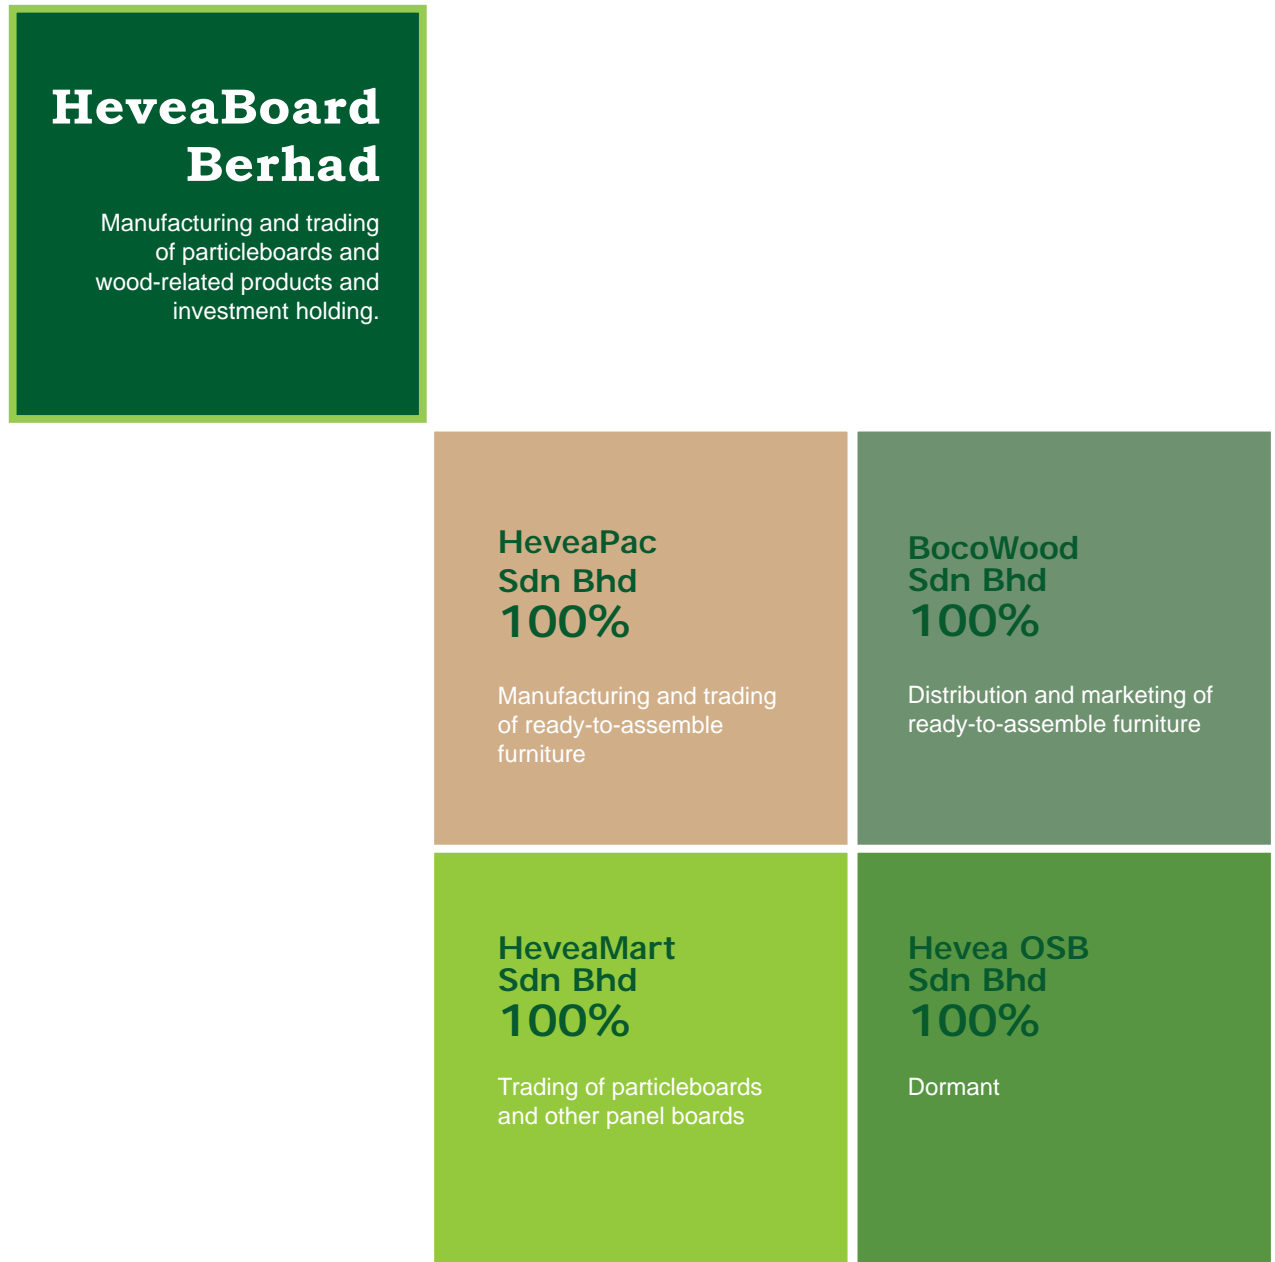 HeveaBoard
Berhad
Manufacturing and trading
of particleboards and
wood-related products and
investment holding.
HeveaPac
Sdn Bhd
100%
Manufacturing and trading
of ready-to-assemble
furniture
BocoWood
Sdn Bhd
100%
Distribution and marketing of
ready-to-assemble furniture
HeveaMart
Sdn Bhd
100%
Trading of particleboards
and other panel boards
Hevea OSB
Sdn Bhd
100%
Dormant